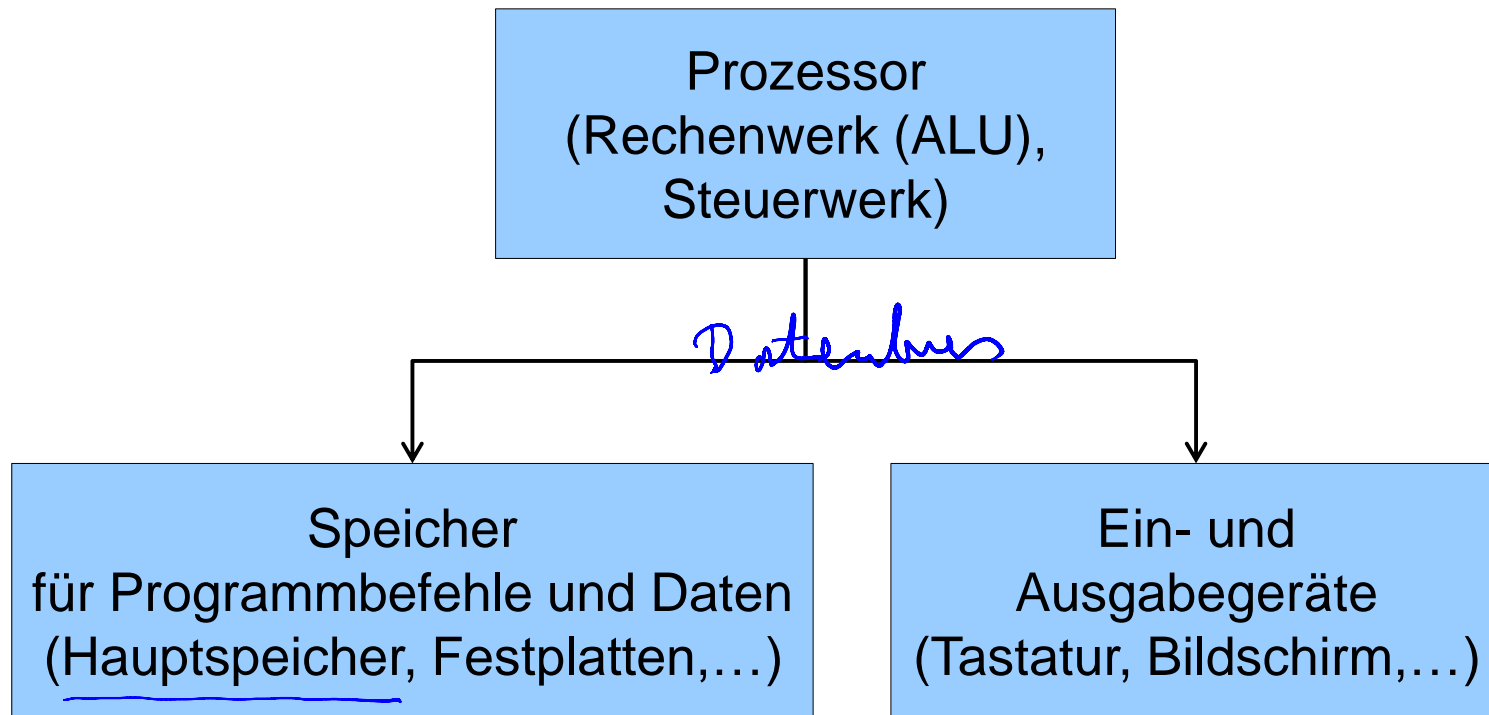 Prozessor
(Rechenwerk (ALU),
Steuerwerk)
Datenbus
Speicher
für Programmbefehle und Daten
(Hauptspeicher, Festplatten,…)
Ein- und
Ausgabegeräte
(Tastatur, Bildschirm,…)